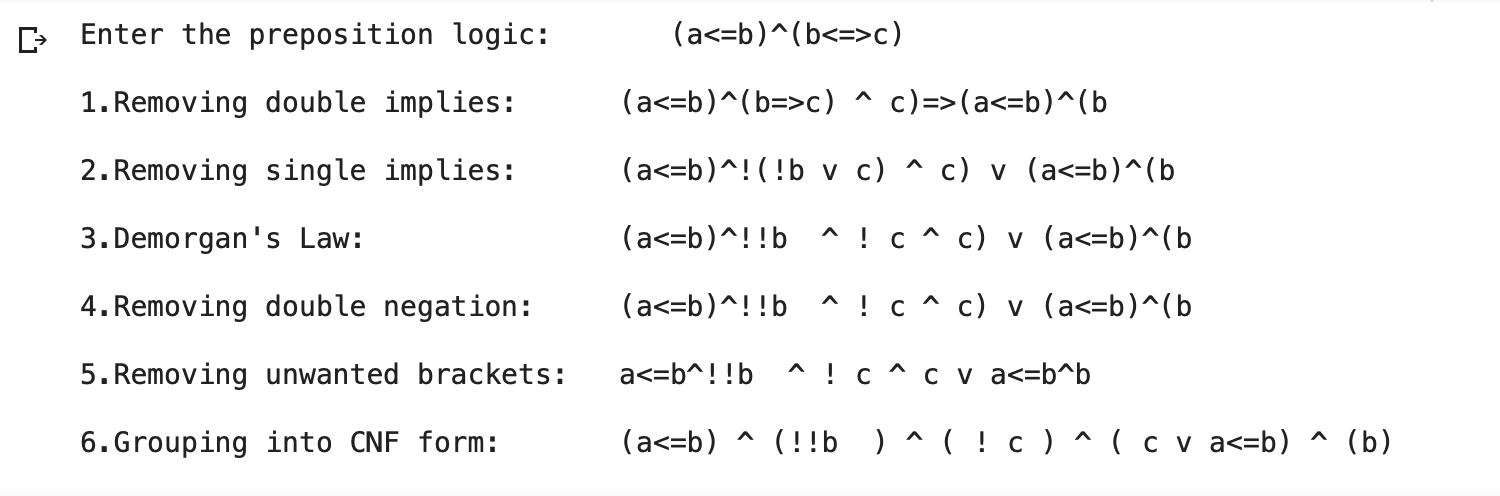 Enter the preposition logic: (a<=b)^(b<=>c)
1.Removing double implies: (a<=b)^(b=>c) ^ c)=>(a<=b)^(b
2.Removing single implies: (a<=b)^!(!b v c) ^ c) v (a<=b)^(b
3.Demorgan's Law: (a<=b)^!!b  ^ ! c ^ c) v (a<=b)^(b
4.Removing double negation: (a<=b)^!!b  ^ ! c ^ c) v (a<=b)^(b
5.Removing unwanted brackets: a<=b^!!b  ^ ! c ^ c v a<=b^b
6.Grouping into CNF form: (a<=b) ^ (!!b  ) ^ ( ! c ) ^ ( c v a<=b) ^ (b)